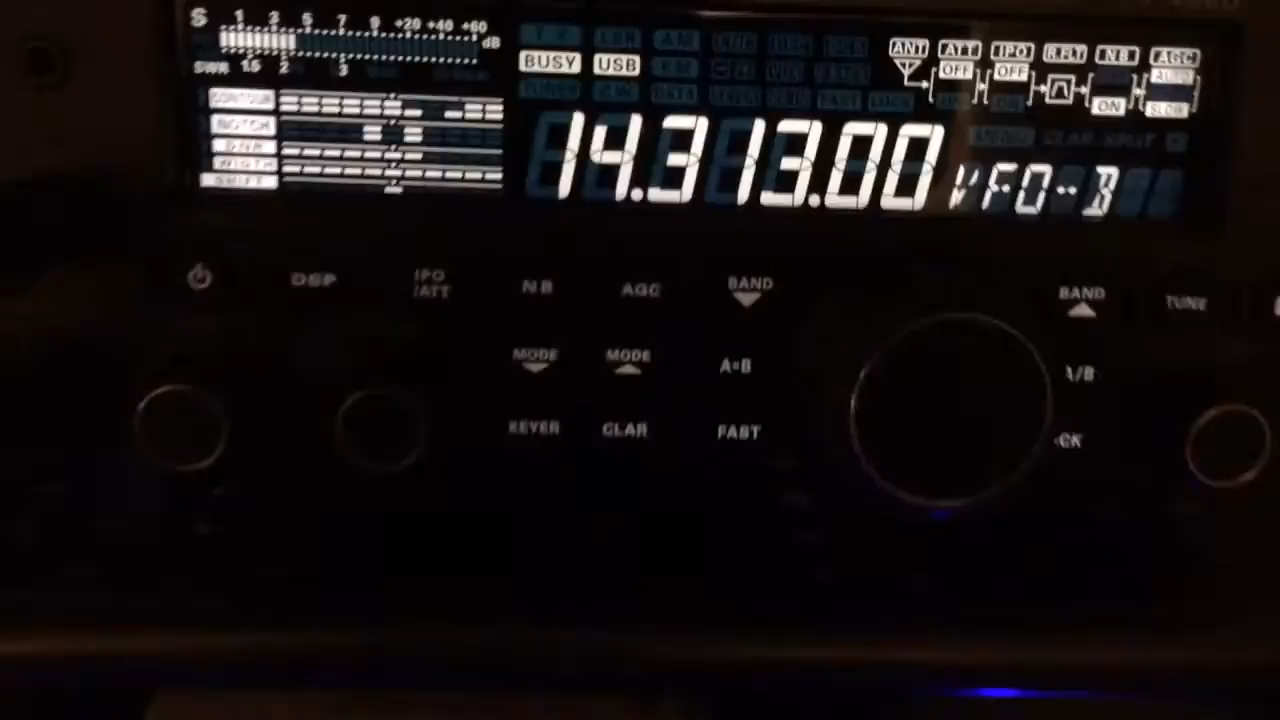 S 1 3 5 7 9 +20 +40 +60 dB
SWR 1.5 2 3
BUSY USB
ANT ATT IPO R.FLT N.B AGC
OFF OFF AUTO
ON SLOW
CONTOUR
NOTCH
DNR
WIDTH
SHIFT
14.313.00 VFO-B
DSP IPO/ATT NB AGC BAND BAND TUNE
MODE MODE A=B A/B
KEYER CLAR FAST